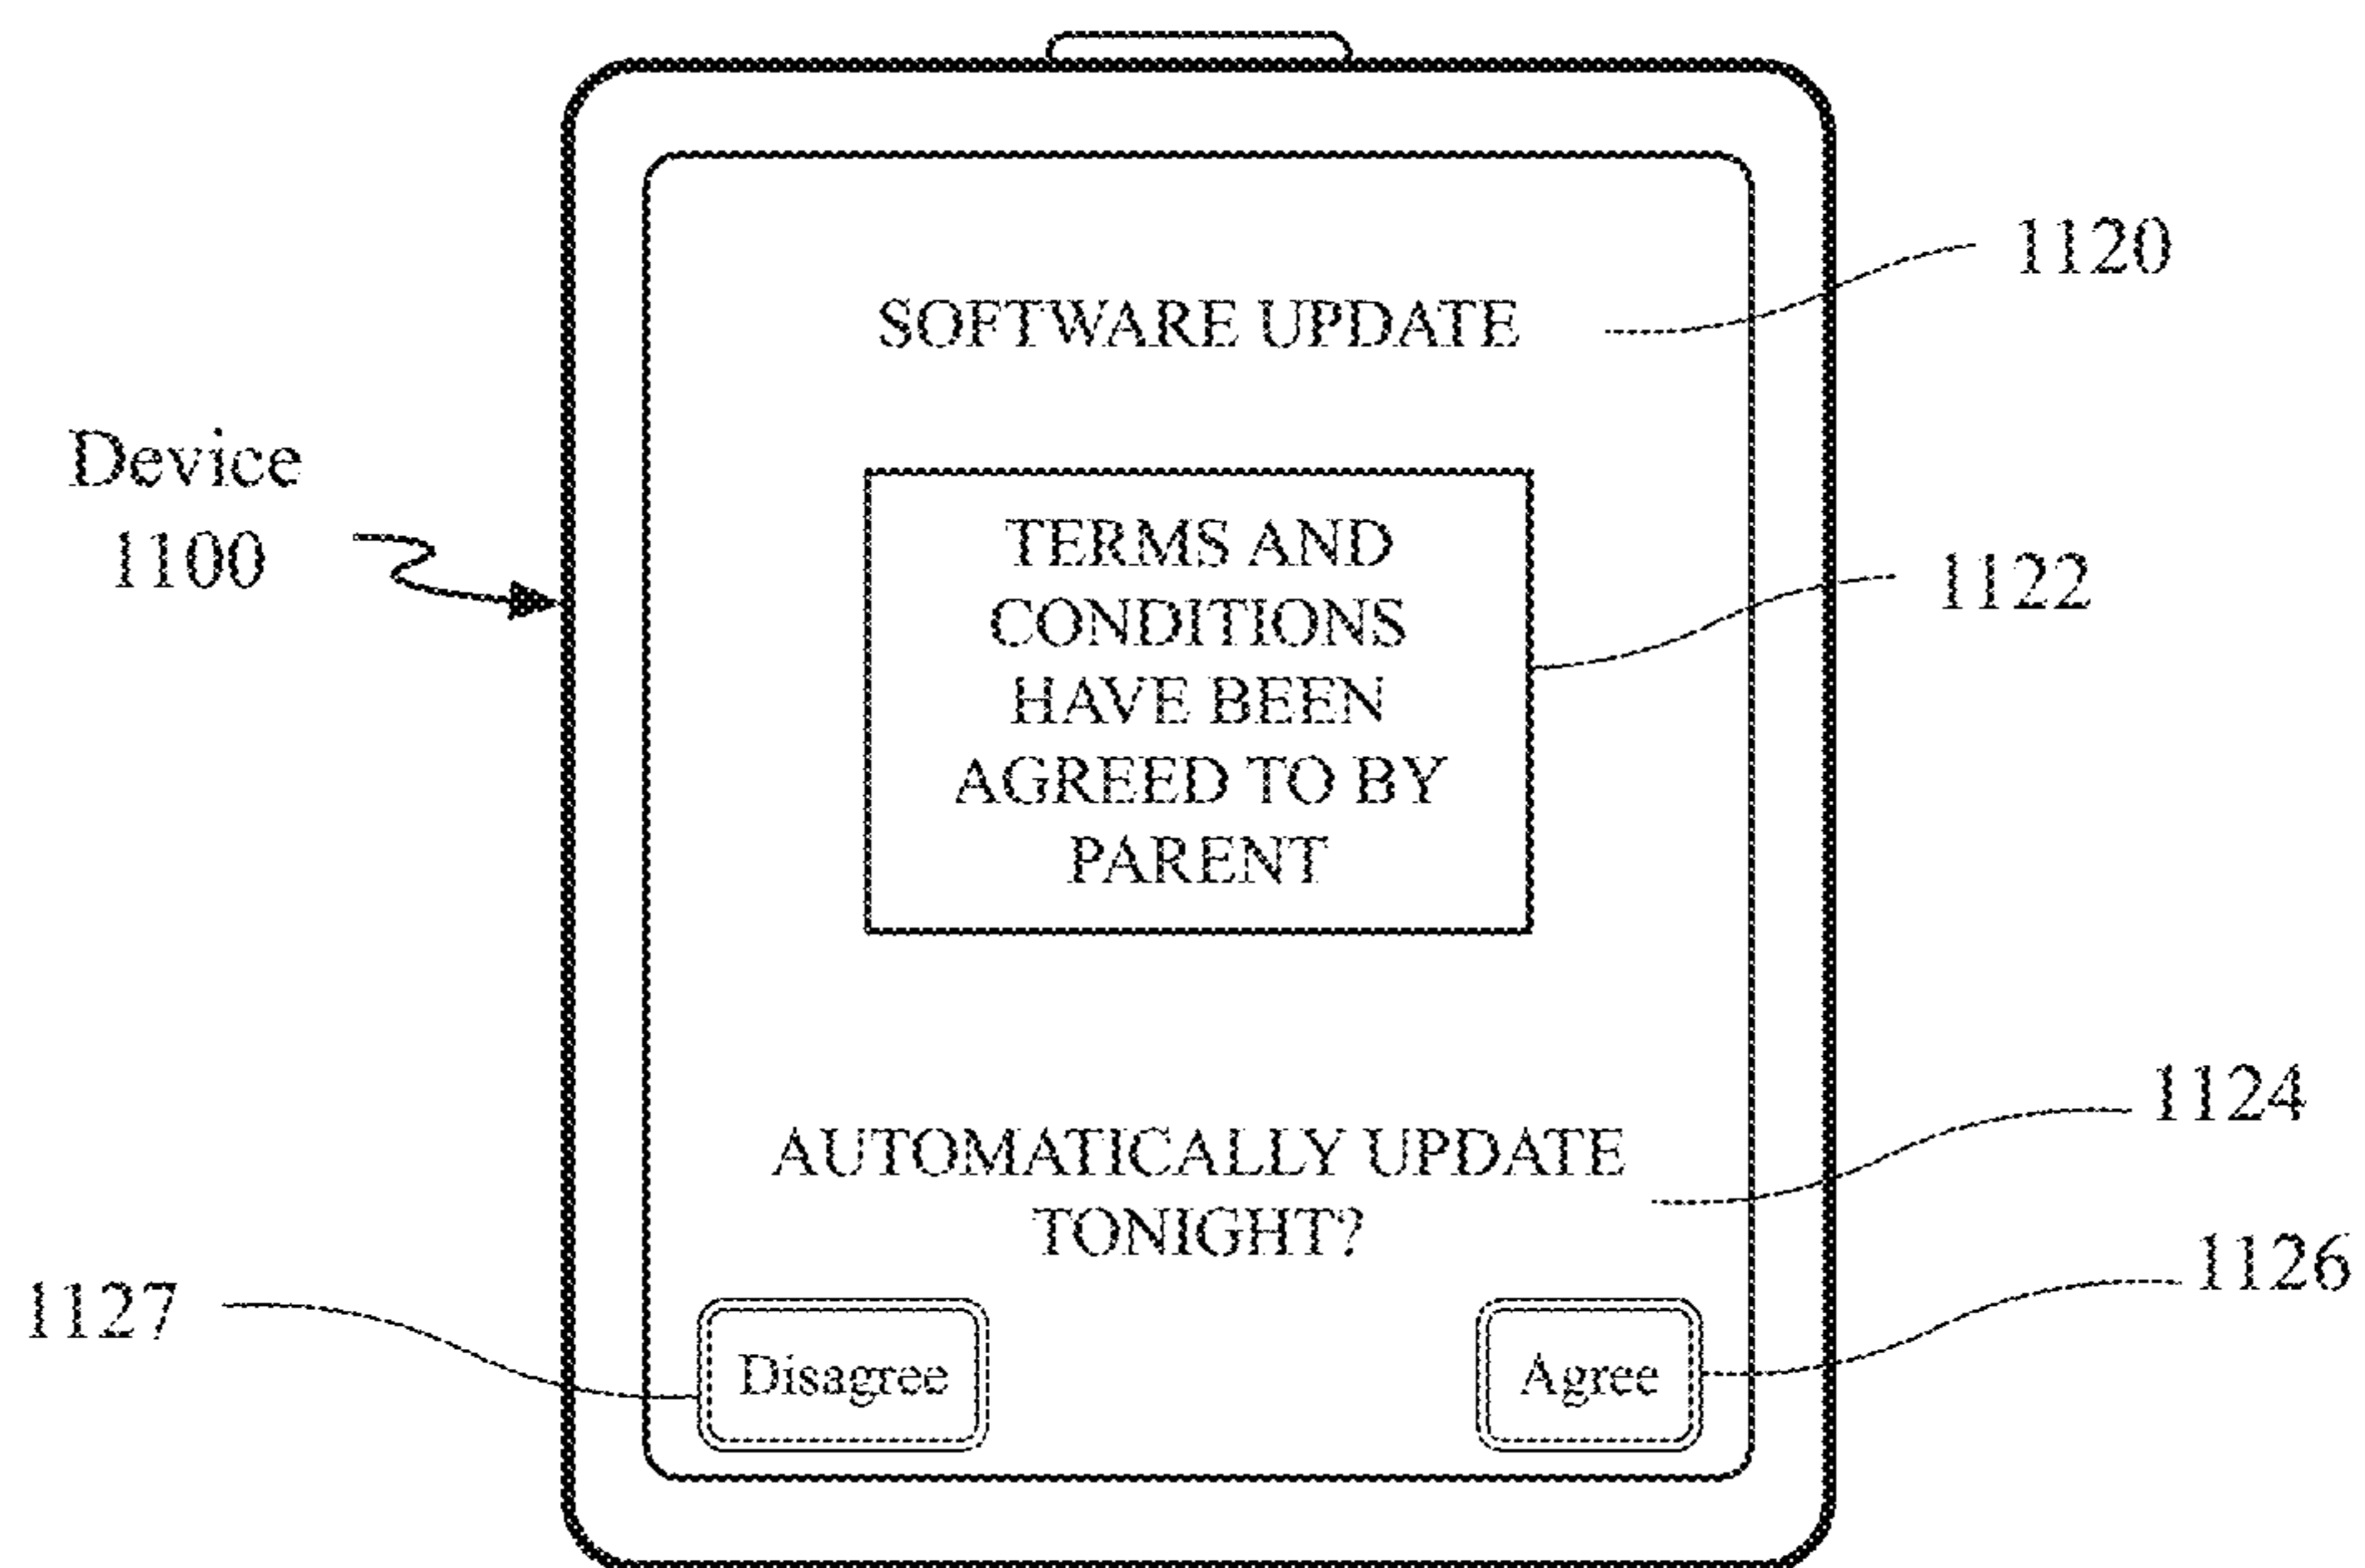 1120
SOFTWARE UPDATE
Device
1100
TERMS AND
CONDITIONS
HAVE BEEN
AGREED TO BY
PARENT
1122
1124
AUTOMATICALLY UPDATE
TONIGHT?
1126
1127
Disagree
Agree